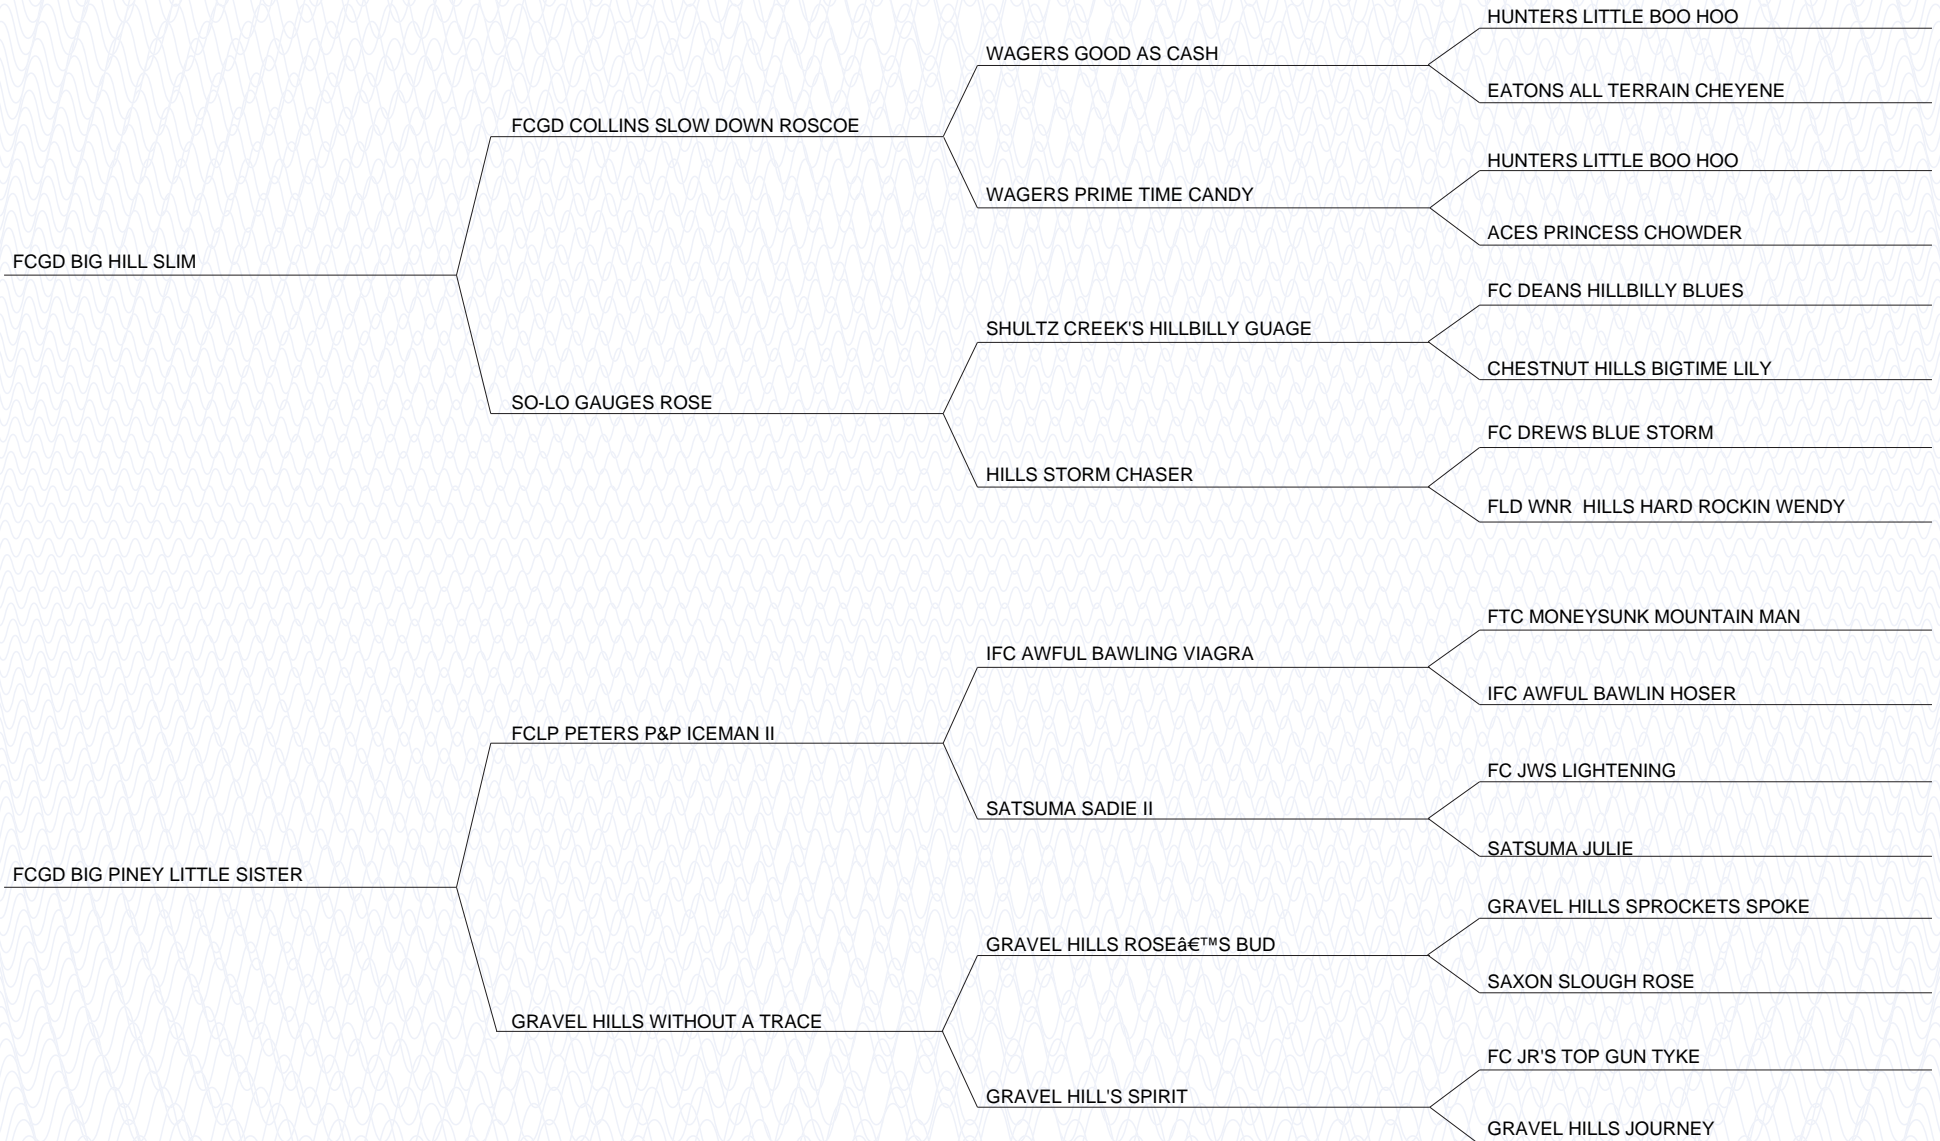 HUNTERS LITTLE BOO HOO
WAGERS GOOD AS CASH
EATONS ALL TERRAIN CHEYENE
FCGD COLLINS SLOW DOWN ROSCOE
HUNTERS LITTLE BOO HOO
WAGERS PRIME TIME CANDY
ACES PRINCESS CHOWDER
FCGD BIG HILL SLIM
FC DEANS HILLBILLY BLUES
SHULTZ CREEK'S HILLBILLY GUAGE
CHESTNUT HILLS BIGTIME LILY
SO-LO GAUGES ROSE
FC DREWS BLUE STORM
HILLS STORM CHASER
FLD WNR  HILLS HARD ROCKIN WENDY
FTC MONEYSUNK MOUNTAIN MAN
IFC AWFUL BAWLING VIAGRA
IFC AWFUL BAWLIN HOSER
FCLP PETERS P&P ICEMAN II
FC JWS LIGHTENING
SATSUMA SADIE II
SATSUMA JULIE
FCGD BIG PINEY LITTLE SISTER
GRAVEL HILLS SPROCKETS SPOKE
GRAVEL HILLS ROSEâ€™S BUD
SAXON SLOUGH ROSE
GRAVEL HILLS WITHOUT A TRACE
FC JR'S TOP GUN TYKE
GRAVEL HILL'S SPIRIT
GRAVEL HILLS JOURNEY